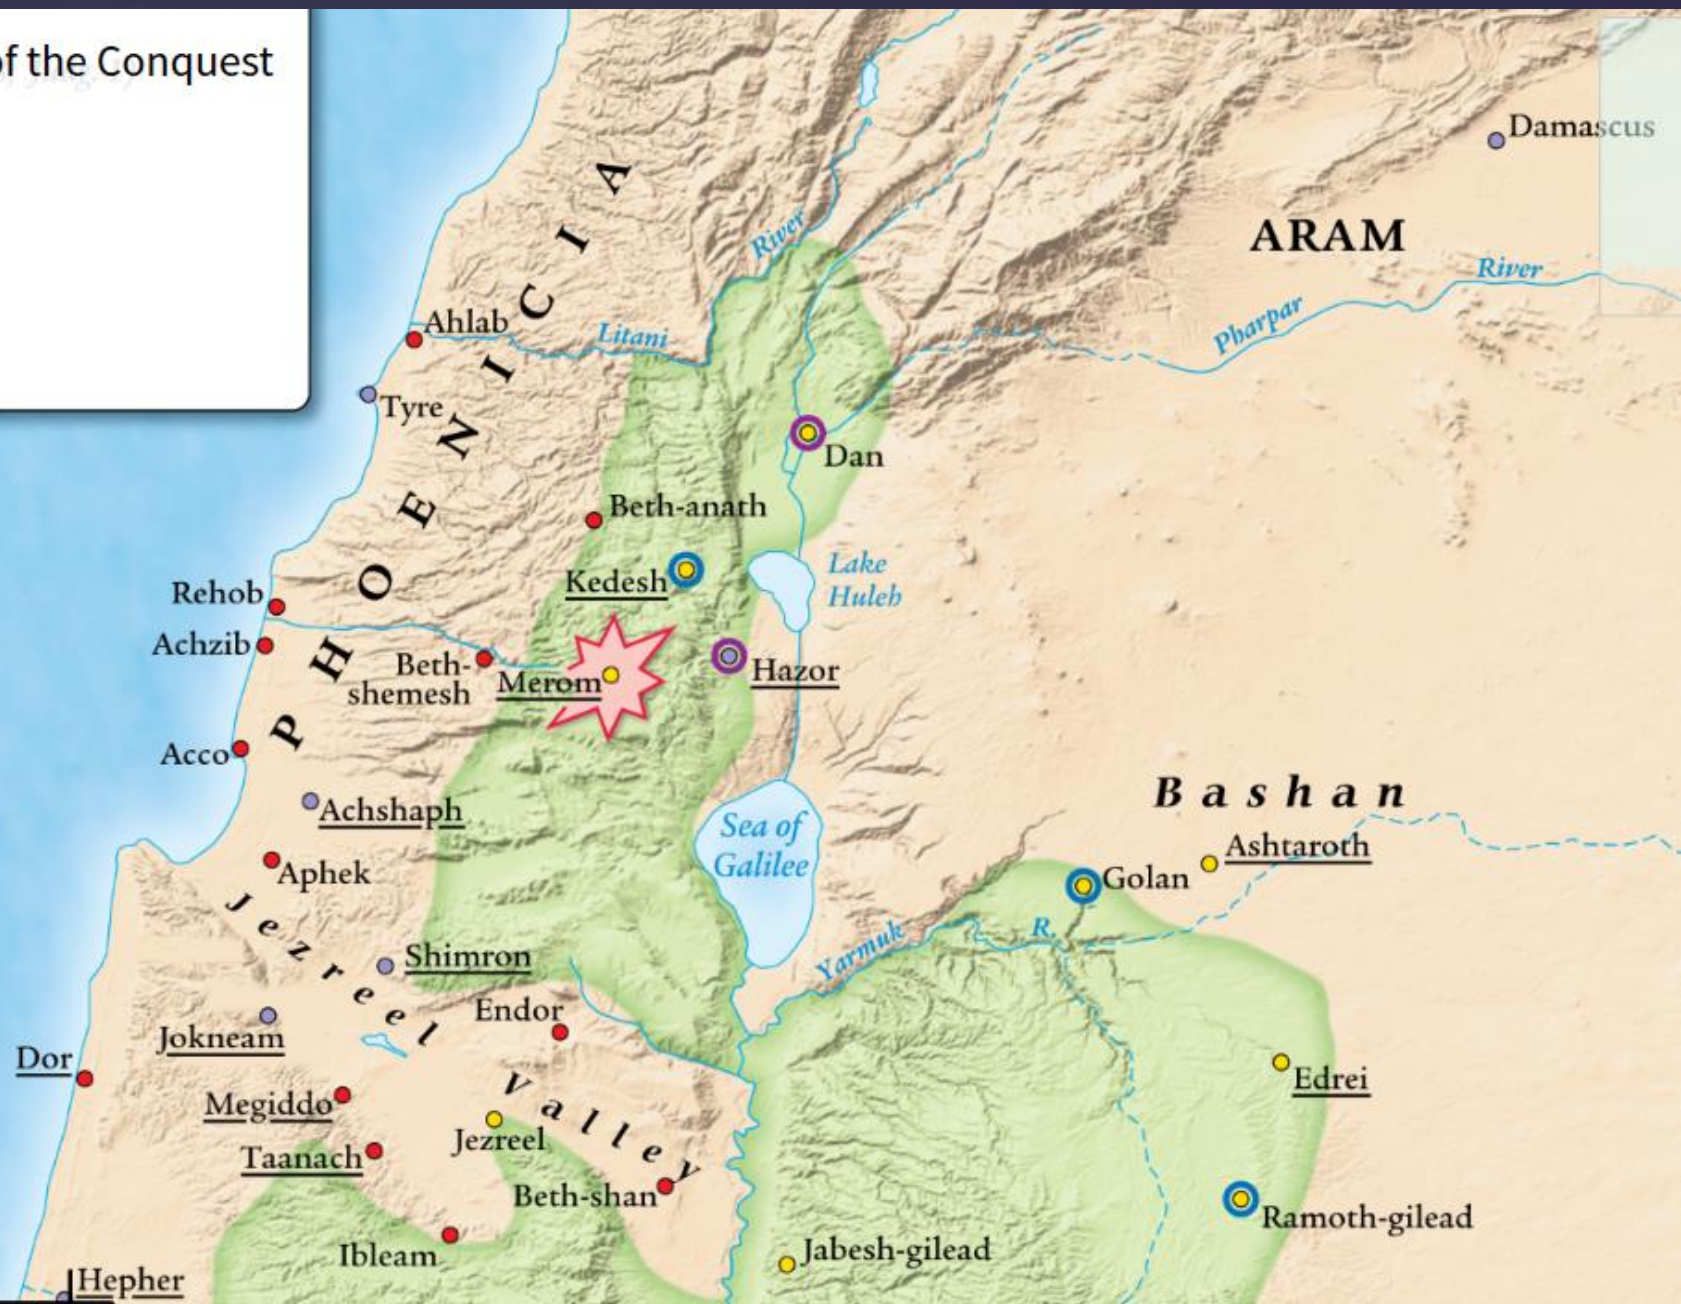 of the Conquest
Damascus
PHOENICIA
ARAM
River
River
Pharpar
Ahlab
Litani
Tyre
Dan
Beth-anath
Lake
Huleh
Kedesh
Rehob
Achzib
Beth-
shemesh
Merom
Hazor
Acco
Bashan
Achshaph
Sea of
Galilee
Ashtaroth
Aphek
Golan
Jezreel
Yarmuk
R.
Shimron
Endor
Jokneam
Dor
Edrei
Megiddo
Valley
Jezreel
Taanach
Beth-shan
Ramoth-gilead
Ibleam
Jabesh-gilead
Hepher